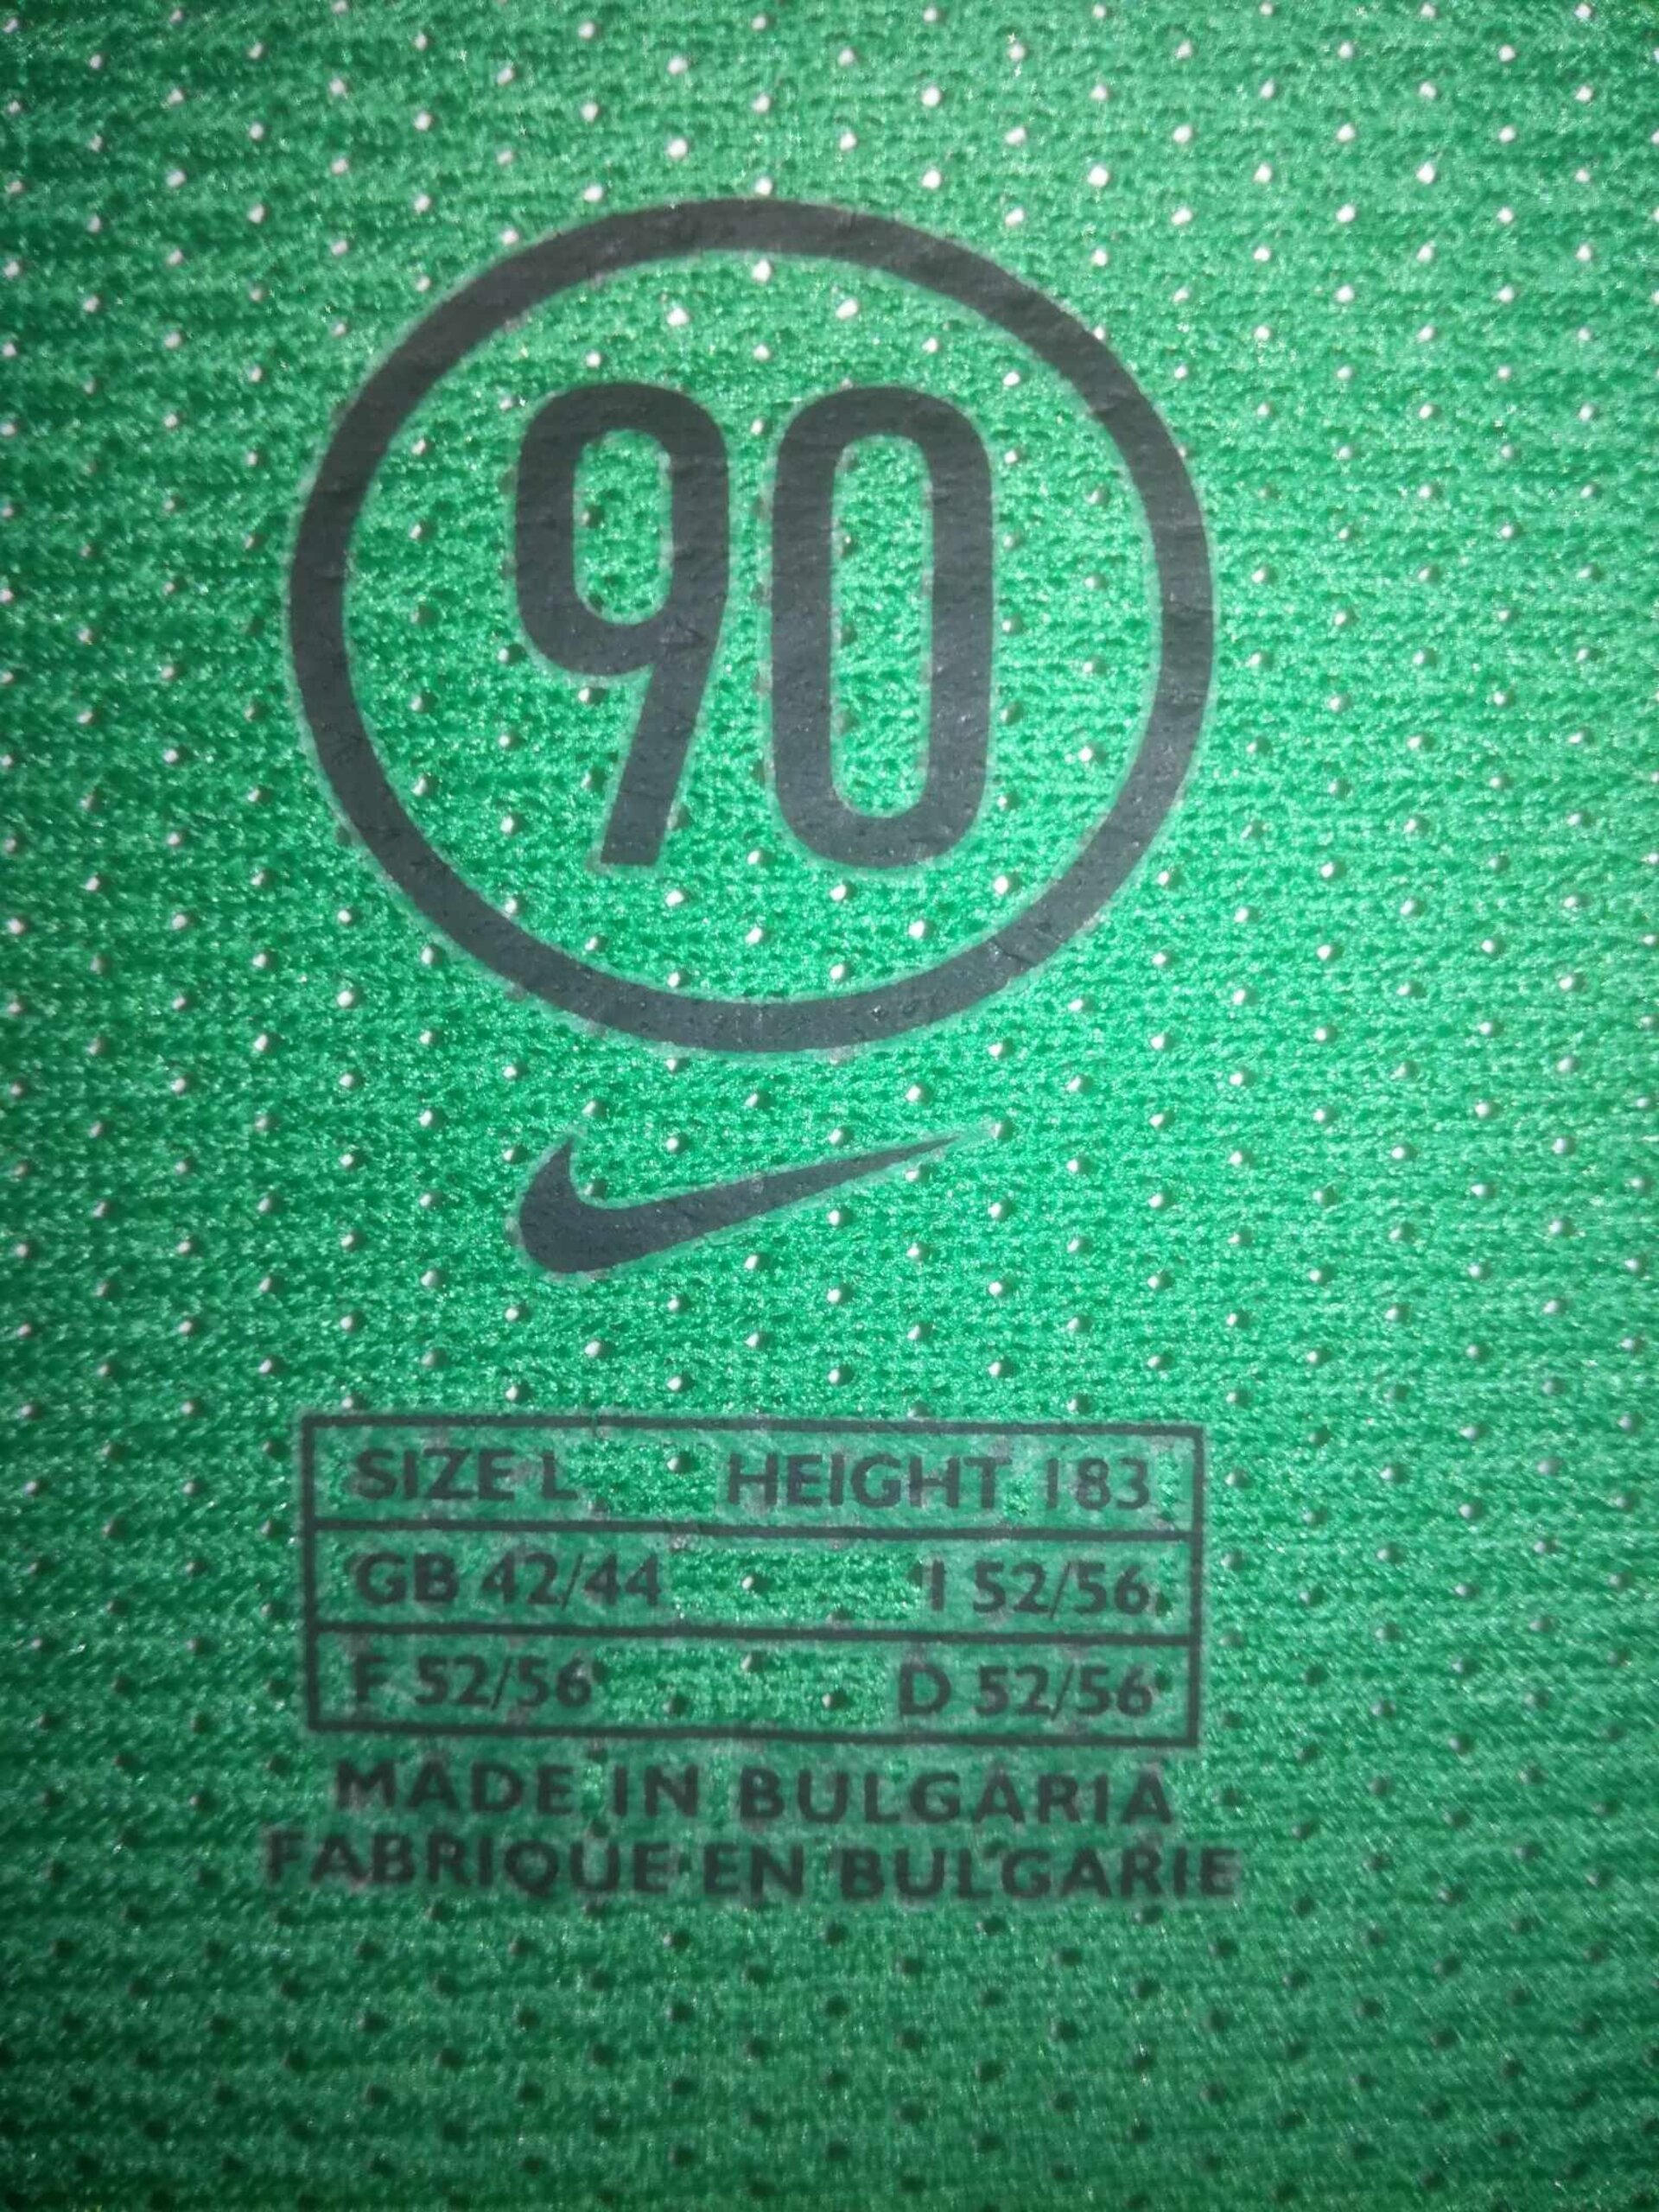 90
SIZE L HEIGHT 183
GB 42/44 I 52/56
F 52/56 D 52/56
MADE IN BULGARIA
FABRIQUE EN BULGARIE